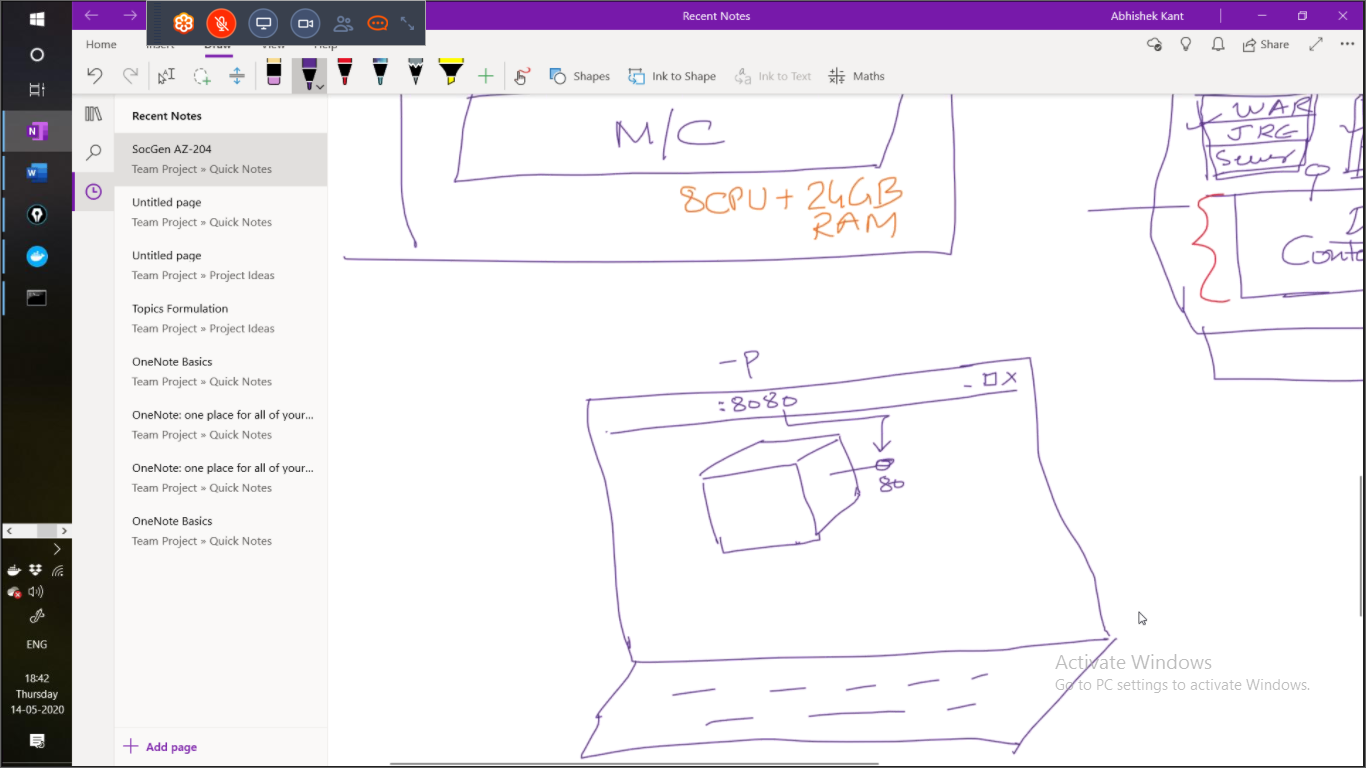 Recent Notes
Abhishek Kant
Home
Insert
Draw
View
Help
Share
Shapes
Ink to Shape
Ink to Text
Maths
Recent Notes
SocGen AZ-204
Team Project » Quick Notes
Untitled page
Team Project » Quick Notes
Untitled page
Team Project » Project Ideas
Topics Formulation
Team Project » Project Ideas
OneNote Basics
Team Project » Quick Notes
OneNote: one place for all of your...
Team Project » Quick Notes
OneNote: one place for all of your...
Team Project » Quick Notes
OneNote Basics
Team Project » Quick Notes
Add page
M/C
8CPU + 24GB
RAM
WAR
JRE
Server
D
Conta
-P
:8080
80
Activate Windows
Go to PC settings to activate Windows.
ENG
18:42
Thursday
14-05-2020